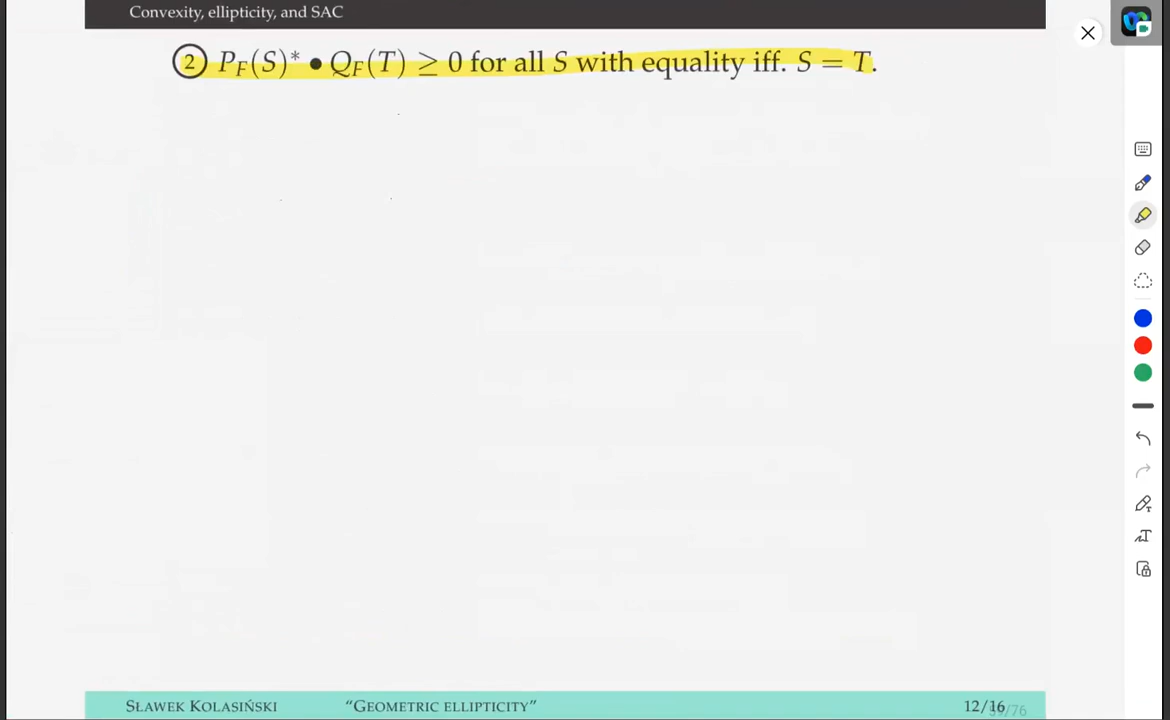 Convexity, ellipticity, and SAC
② P_F(S)* • Q_F(T) ≥ 0 for all S with equality iff. S = T.
SŁAWEK KOLASIŃSKI "GEOMETRIC ELLIPTICITY" 12/16